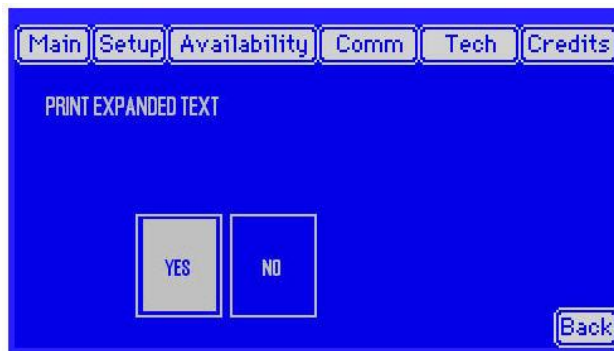 Main Setup Availability Comm Tech Credits
PRINT EXPANDED TEXT
YES NO
Back